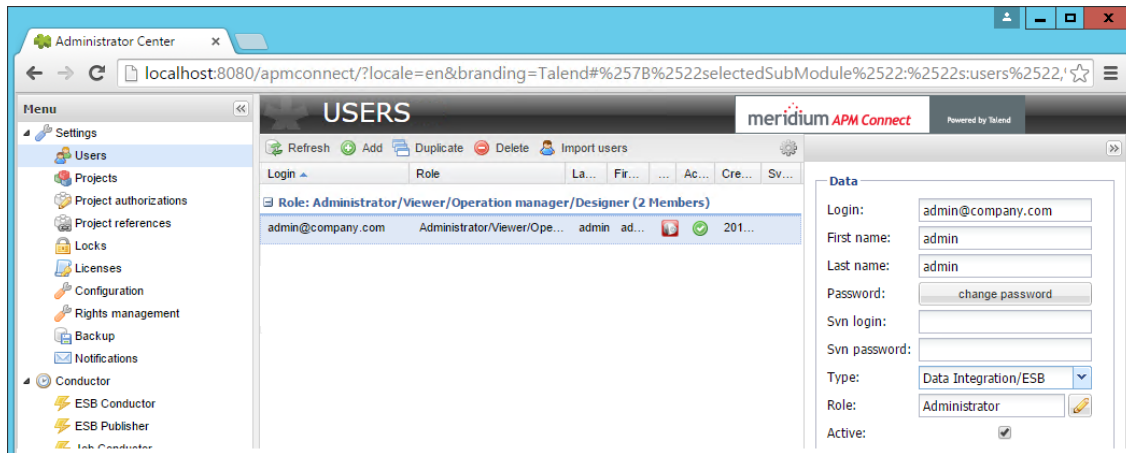 Administrator Center
localhost:8080/apmconnect/?locale=en&branding=Talend#%257B%2522selectedSubModule%2522:%2522s:users%2522,'
Menu
Settings
Users
Projects
Project authorizations
Project references
Locks
Licenses
Configuration
Rights management
Backup
Notifications
Conductor
ESB Conductor
ESB Publisher
Job Conductor
USERS
meridium APM Connect
Powered by Talend
Refresh Add Duplicate Delete Import users
Login Role La... Fir... ... Ac... Cre... Sv...
Role: Administrator/Viewer/Operation manager/Designer (2 Members)
admin@company.com Administrator/Viewer/Ope... admin ad... 201...
Data
Login: admin@company.com
First name: admin
Last name: admin
Password: change password
Svn login:
Svn password:
Type: Data Integration/ESB
Role: Administrator
Active: